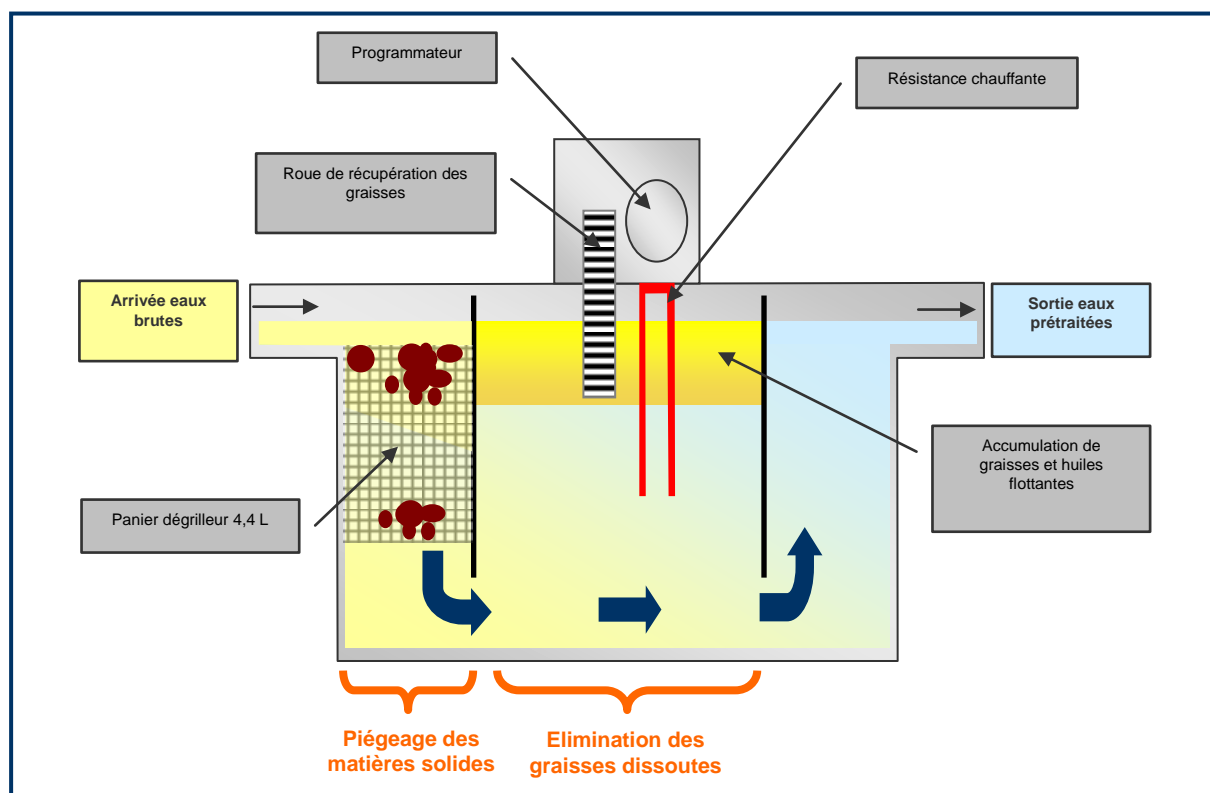 Programmateur
Résistance chauffante
Roue de récupération des
graisses
Arrivée eaux
brutes
Sortie eaux
prétraitées
Accumulation de
graisses et huiles
flottantes
Panier dégrilleur 4,4 L
Piégeage des
matières solides
Elimination des
graisses dissoutes